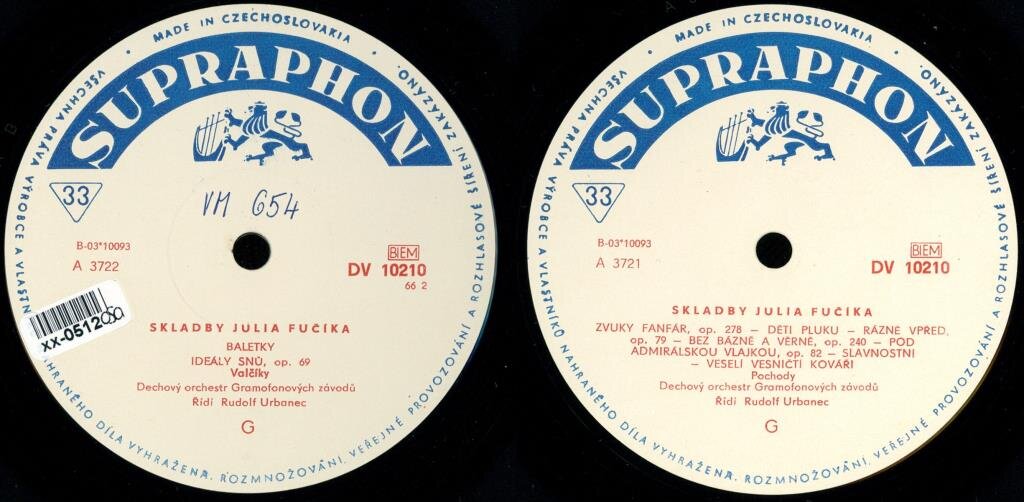 MADE IN CZECHOSLOVAKIA
VŠECHNA PRÁVA VÝROBCE A VLASTNÍKŮ NAHRANÉHO DÍLA VYHRAŽENA. ROZMNOŽOVÁNÍ, VEŘEJNÉ PROVOZOVÁNÍ A ROZHLASOVÉ ŠÍŘENÍ ZAKÁZÁNO.
SUPRAPHON
33
VM 654
B-03*10093
A 3722
BIEM
DV 10210
66 2
SKLADBY JULIA FUČÍKA
BALETKY
IDEÁLY SNŮ, op. 69
Valčíky
Dechový orchestr Gramofonových závodů
Řídí Rudolf Urbanec
G
MADE IN CZECHOSLOVAKIA
VŠECHNA PRÁVA VÝROBCE A VLASTNÍKŮ NAHRANÉHO DÍLA VYHRAŽENA. ROZMNOŽOVÁNÍ, VEŘEJNÉ PROVOZOVÁNÍ A ROZHLASOVÉ ŠÍŘENÍ ZAKÁZÁNO.
SUPRAPHON
33
B-03*10093
A 3721
BIEM
DV 10210
SKLADBY JULIA FUČÍKA
ZVUKY FANFÁR, op. 278 – DĚTI PLUKU – RÁZNĚ VPŘED,
op. 79 – BEZ BÁZNĚ A VĚRNĚ, op. 240 – POD
ADMIRÁLSKOU VLAJKOU, op. 82 – SLAVNOSTNÍ
– VESELÍ VESNIČTÍ KOVÁŘI
Pochody
Dechový orchestr Gramofonových závodů
Řídí Rudolf Urbanec
G